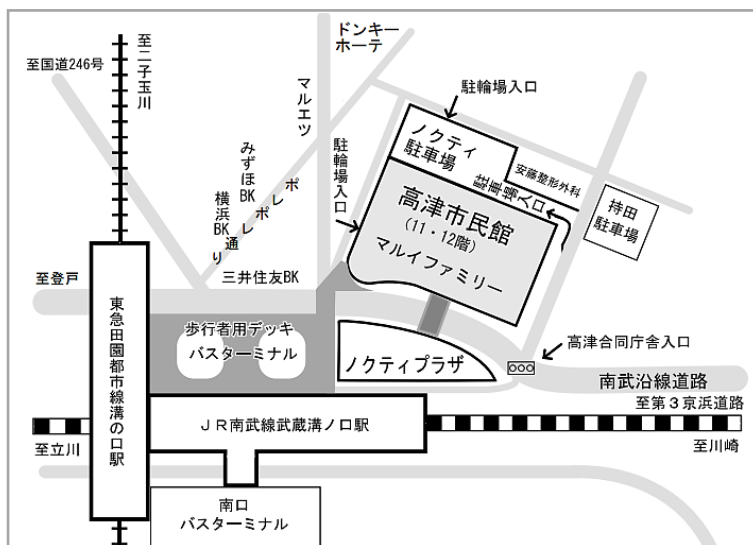 ドンキー
ホーテ
至二子玉川
至国道246号
マルエツ
駐輪場入口
ノクティ
駐車場
安藤整形外科
駐車場入口
持田
駐車場
みずほBK
横浜BK
ポレポレ通り
駐輪場入口
高津市民館
(11・12階)
マルイファミリー
至登戸
三井住友BK
歩行者用デッキ
バスターミナル
ノクティプラザ
高津合同庁舎入口
南武沿線道路
至第3京浜道路
東急田園都市線溝の口駅
JR南武線武蔵溝ノ口駅
至立川
至川崎
南口
バスターミナル